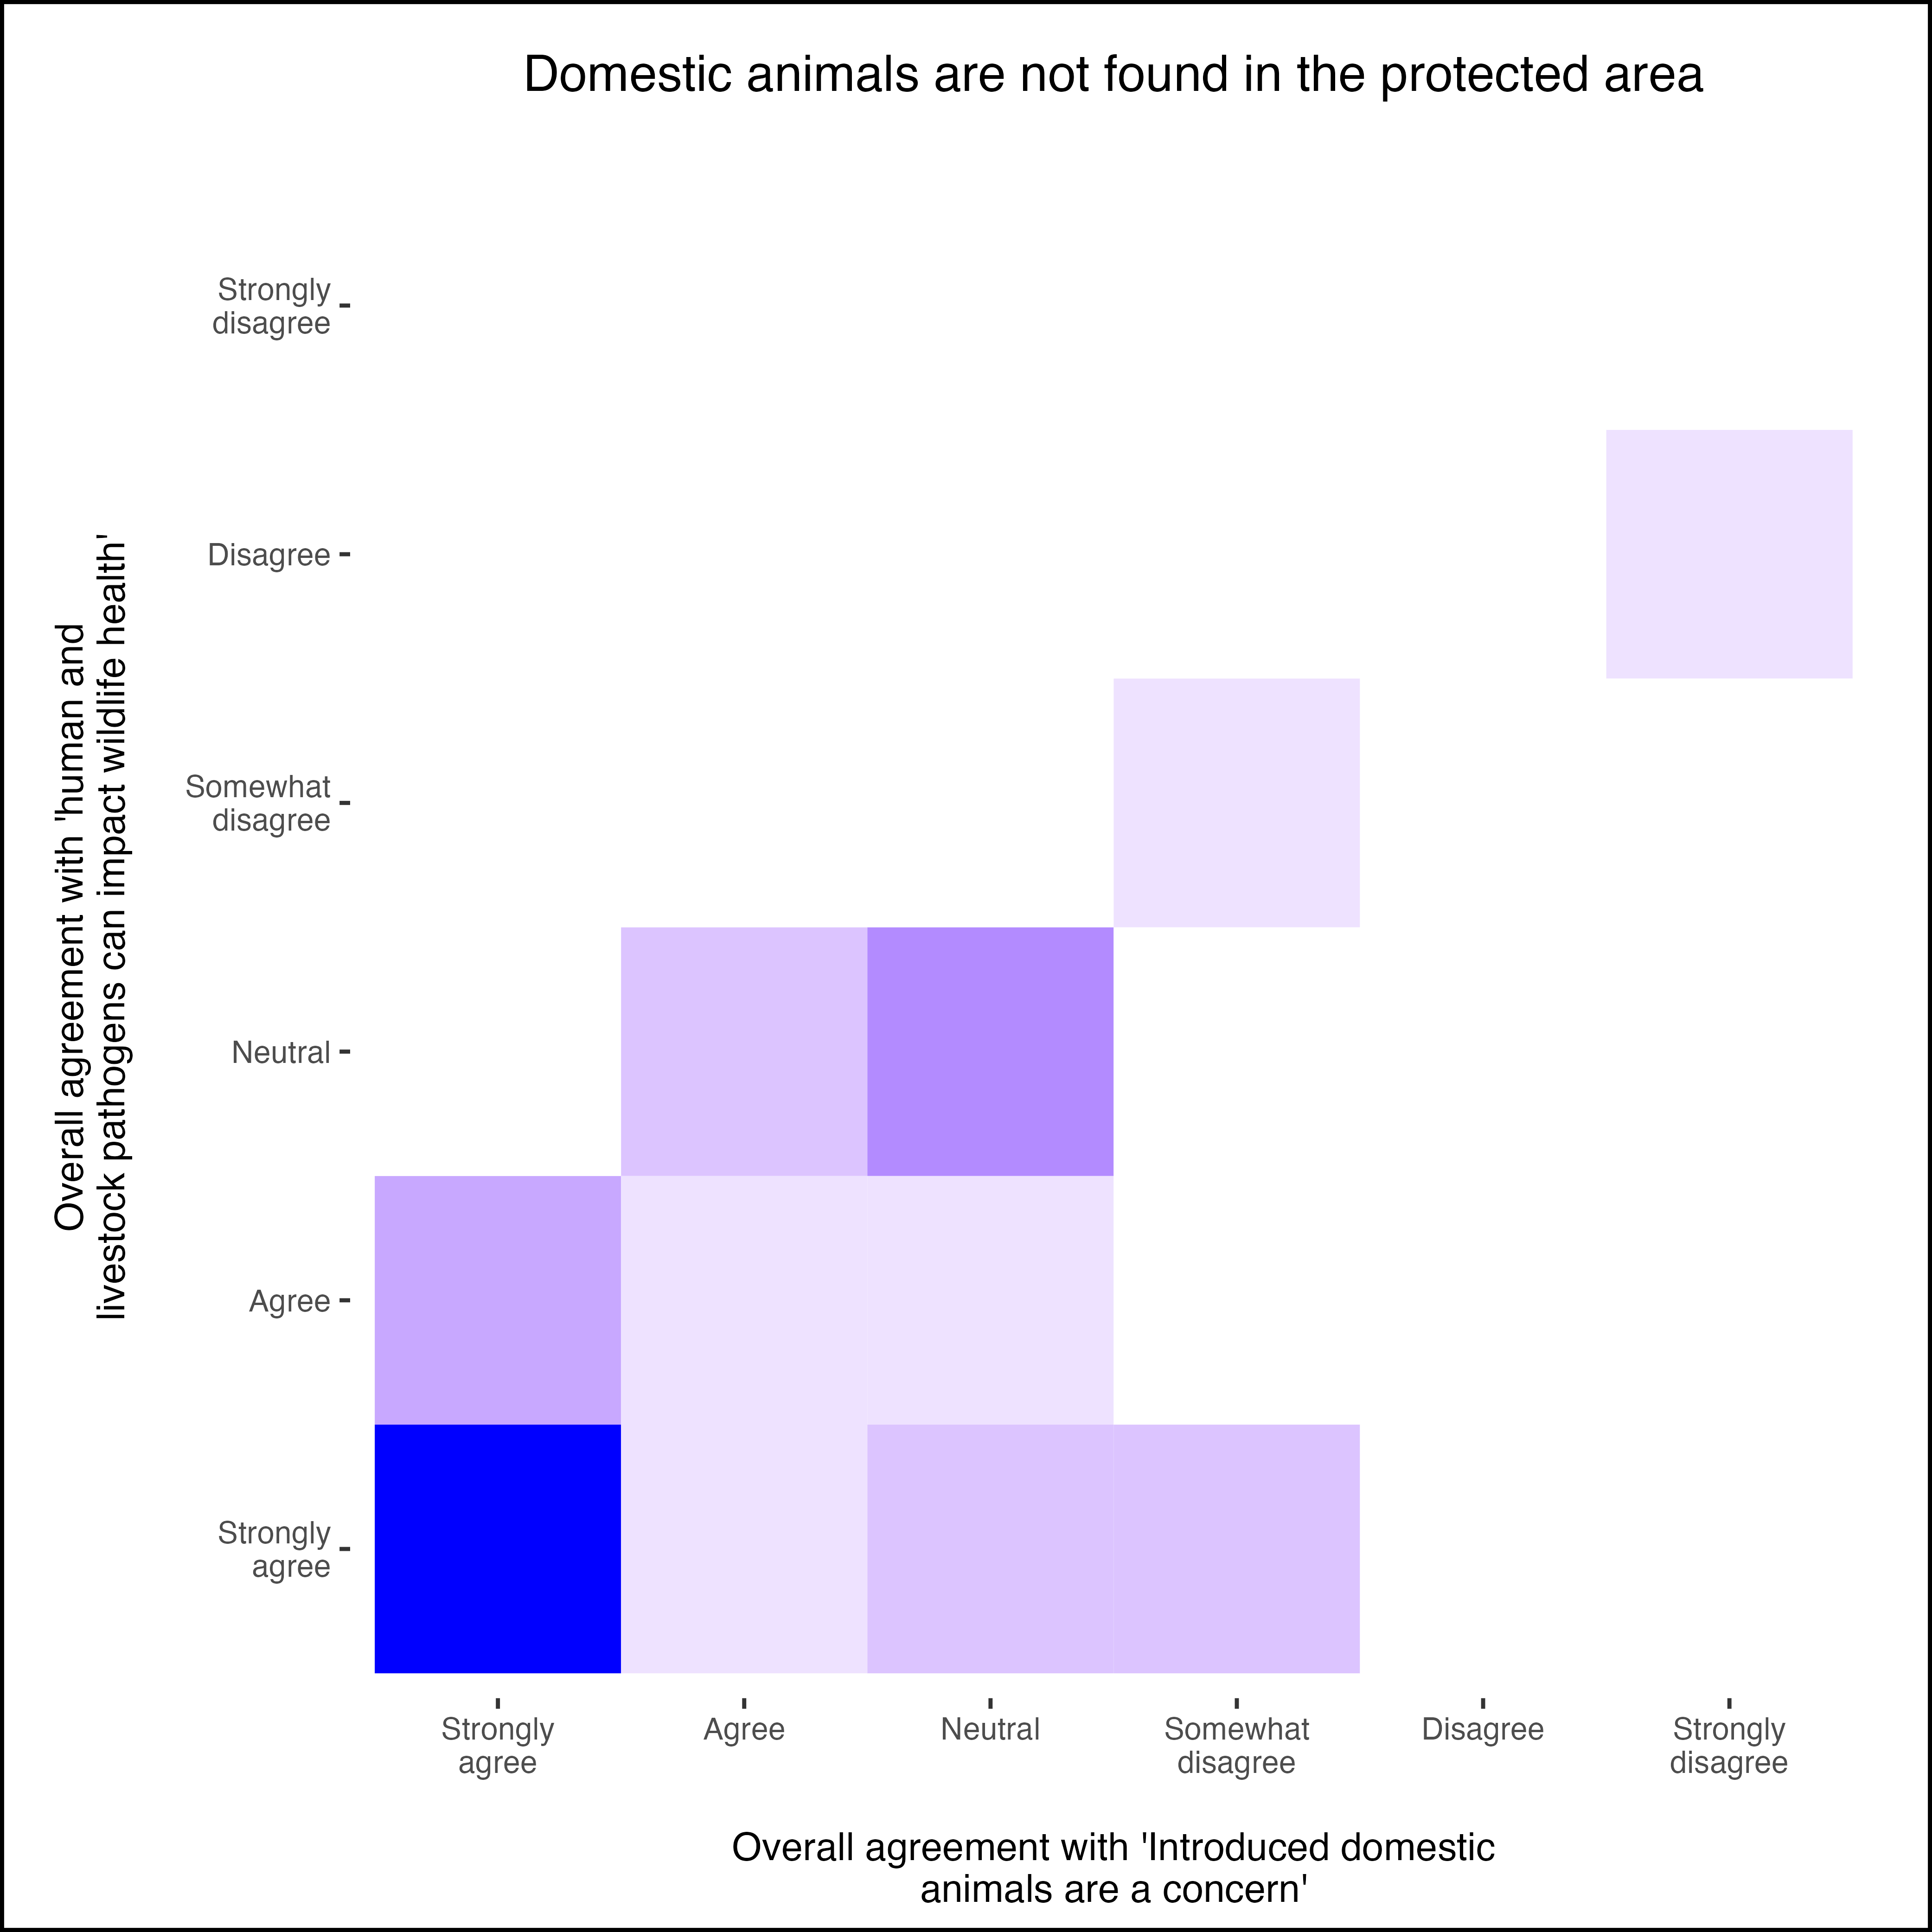 Domestic animals are not found in the protected area
Overall agreement with 'human and
livestock pathogens can impact wildlife health'
Strongly
disagree
Disagree
Somewhat
disagree
Neutral
Agree
Strongly
agree
Strongly
agree
Agree
Neutral
Somewhat
disagree
Disagree
Strongly
disagree
Overall agreement with 'Introduced domestic
animals are a concern'